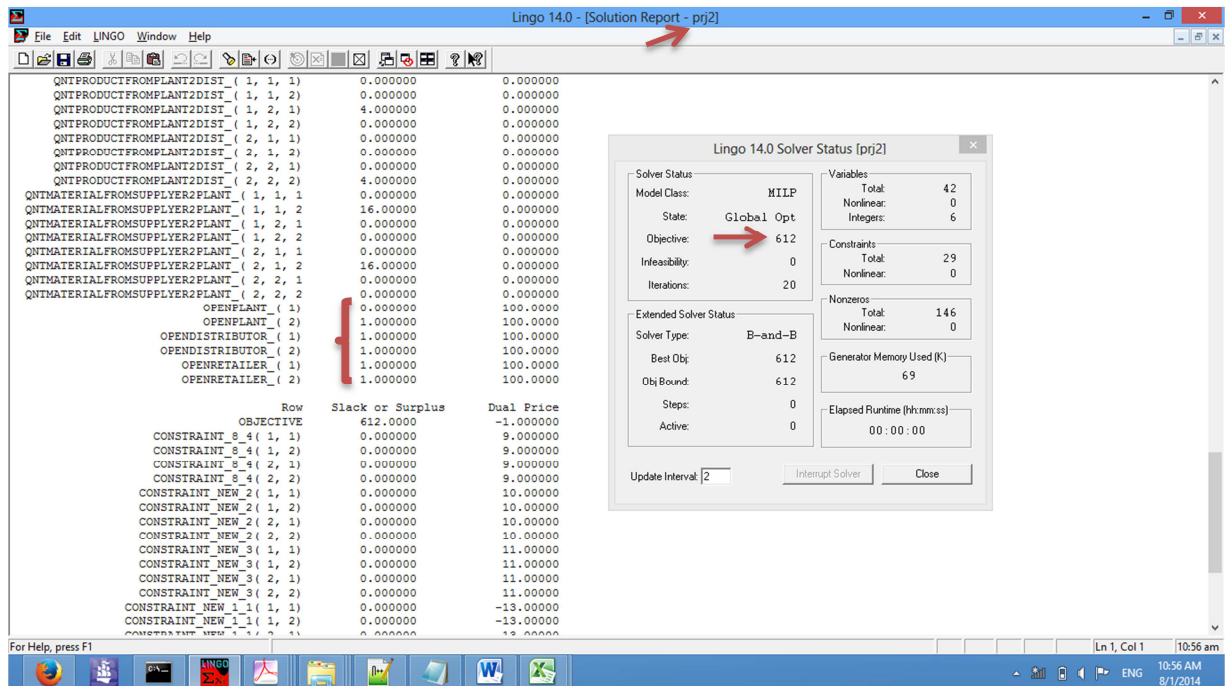 Lingo 14.0 - [Solution Report - prj2]
File Edit LINGO Window Help
QNTPRODUCTFROMPLANT2DIST_( 1, 1, 1) 0.000000 0.000000
QNTPRODUCTFROMPLANT2DIST_( 1, 1, 2) 0.000000 0.000000
QNTPRODUCTFROMPLANT2DIST_( 1, 2, 1) 4.000000 0.000000
QNTPRODUCTFROMPLANT2DIST_( 1, 2, 2) 0.000000 0.000000
QNTPRODUCTFROMPLANT2DIST_( 2, 1, 1) 0.000000 0.000000
QNTPRODUCTFROMPLANT2DIST_( 2, 1, 2) 0.000000 0.000000
QNTPRODUCTFROMPLANT2DIST_( 2, 2, 1) 0.000000 0.000000
QNTPRODUCTFROMPLANT2DIST_( 2, 2, 2) 4.000000 0.000000
QNTMATERIALFROMSUPPLYER2PLANT_( 1, 1, 1 0.000000 0.000000
QNTMATERIALFROMSUPPLYER2PLANT_( 1, 1, 2 16.00000 0.000000
QNTMATERIALFROMSUPPLYER2PLANT_( 1, 2, 1 0.000000 0.000000
QNTMATERIALFROMSUPPLYER2PLANT_( 1, 2, 2 0.000000 0.000000
QNTMATERIALFROMSUPPLYER2PLANT_( 2, 1, 1 0.000000 0.000000
QNTMATERIALFROMSUPPLYER2PLANT_( 2, 1, 2 16.00000 0.000000
QNTMATERIALFROMSUPPLYER2PLANT_( 2, 2, 1 0.000000 0.000000
QNTMATERIALFROMSUPPLYER2PLANT_( 2, 2, 2 0.000000 0.000000
OPENPLANT_( 1) 0.000000 100.0000
OPENPLANT_( 2) 1.000000 100.0000
OPENDISTRIBUTOR_( 1) 1.000000 100.0000
OPENDISTRIBUTOR_( 2) 1.000000 100.0000
OPENRETAILER_( 1) 1.000000 100.0000
OPENRETAILER_( 2) 1.000000 100.0000
Row Slack or Surplus Dual Price
OBJECTIVE 612.0000 -1.000000
CONSTRAINT_8_4( 1, 1) 0.000000 9.000000
CONSTRAINT_8_4( 1, 2) 0.000000 9.000000
CONSTRAINT_8_4( 2, 1) 0.000000 9.000000
CONSTRAINT_8_4( 2, 2) 0.000000 9.000000
CONSTRAINT_NEW_2( 1, 1) 0.000000 10.00000
CONSTRAINT_NEW_2( 1, 2) 0.000000 10.00000
CONSTRAINT_NEW_2( 2, 1) 0.000000 10.00000
CONSTRAINT_NEW_2( 2, 2) 0.000000 10.00000
CONSTRAINT_NEW_3( 1, 1) 0.000000 11.00000
CONSTRAINT_NEW_3( 1, 2) 0.000000 11.00000
CONSTRAINT_NEW_3( 2, 1) 0.000000 11.00000
CONSTRAINT_NEW_3( 2, 2) 0.000000 11.00000
CONSTRAINT_NEW_1_1( 1, 1) 0.000000 -13.00000
CONSTRAINT_NEW_1_1( 1, 2) 0.000000 -13.00000
Lingo 14.0 Solver Status [prj2]
Solver Status
Model Class: MILP
State: Global Opt
Objective: 612
Infeasibility: 0
Iterations: 20
Extended Solver Status
Solver Type: B-and-B
Best Obj: 612
Obj Bound: 612
Steps: 0
Active: 0
Variables
Total: 42
Nonlinear: 0
Integers: 6
Constraints
Total: 29
Nonlinear: 0
Nonzeros
Total: 146
Nonlinear: 0
Generator Memory Used (K)
69
Elapsed Runtime (hh:mm:ss)
00:00:00
Update Interval: 2
Interrupt Solver
Close
For Help, press F1
Ln 1, Col 1
10:56 am
LINGO
ENG
10:56 AM
8/1/2014